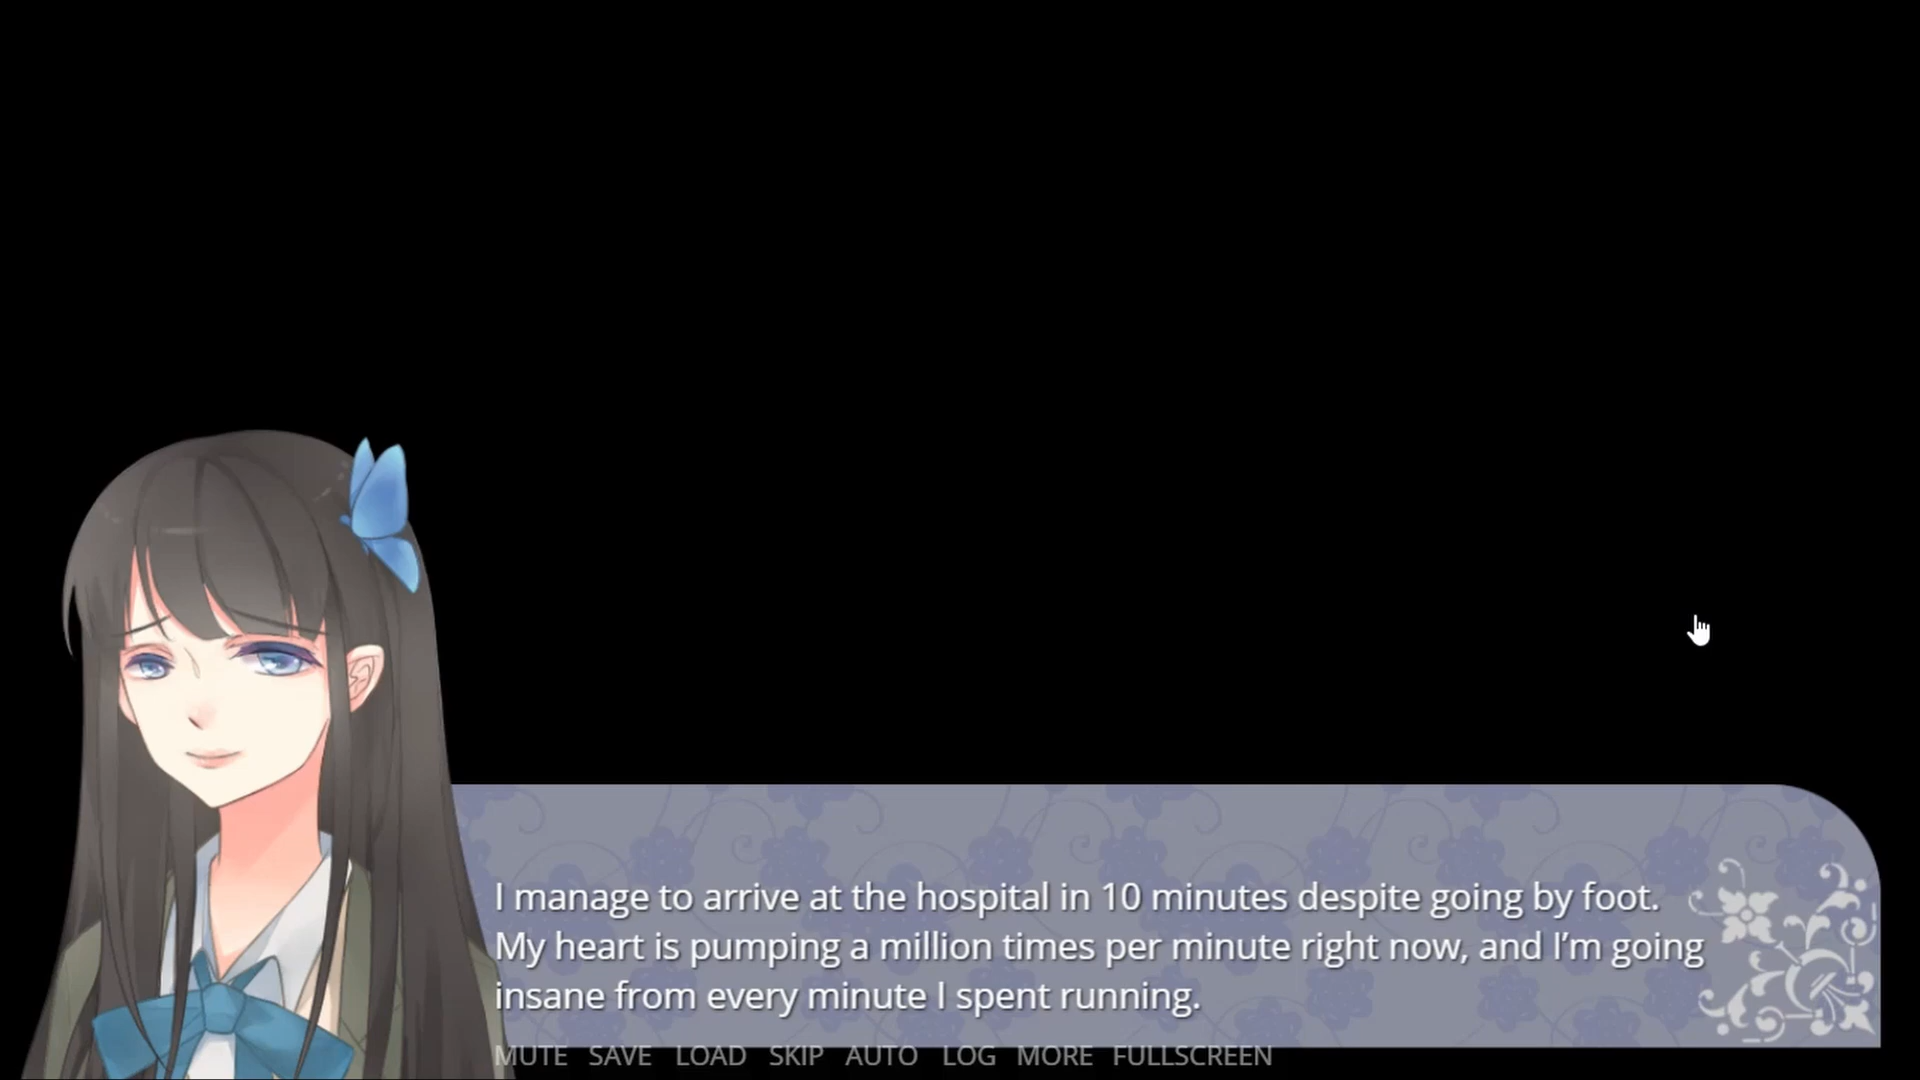 I manage to arrive at the hospital in 10 minutes despite going by foot.
My heart is pumping a million times per minute right now, and I'm going
insane from every minute I spent running.
MUTE SAVE LOAD SKIP AUTO LOG MORE FULLSCREEN